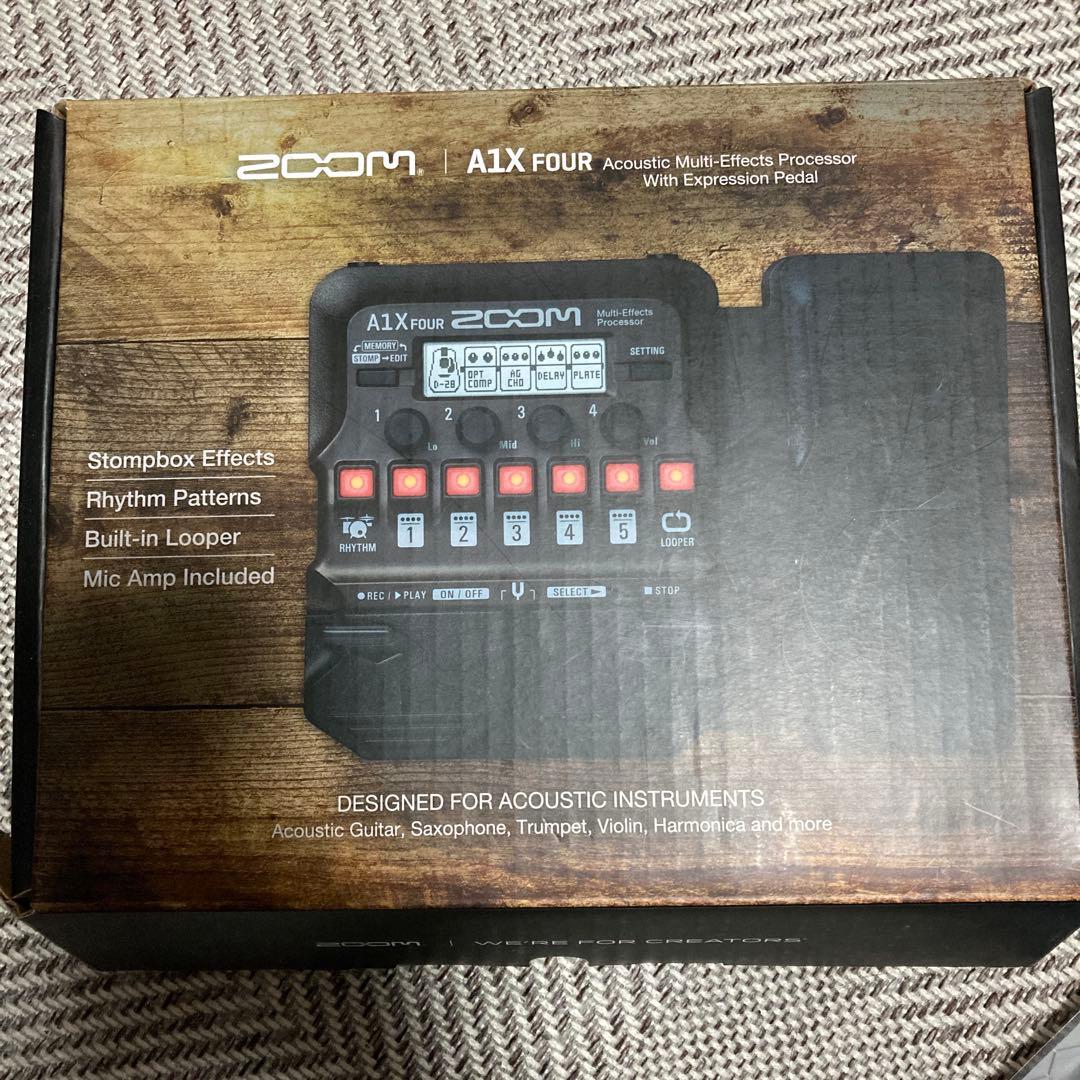 ZOOM | A1X FOUR Acoustic Multi-Effects Processor
With Expression Pedal
A1X FOUR ZOOM Multi-Effects
Processor
MEMORY
STOMP EDIT
SETTING
D-28 OPT COMP AG CHO DELAY PLATE
1 2 3 4
Lo Mid Hi Vol
Stompbox Effects
Rhythm Patterns
Built-in Looper
Mic Amp Included
RHYTHM 1 2 3 4 5 LOOPER
REC / PLAY ON / OFF SELECT STOP
DESIGNED FOR ACOUSTIC INSTRUMENTS
Acoustic Guitar, Saxophone, Trumpet, Violin, Harmonica and more
ZOOM | WE'RE FOR CREATORS